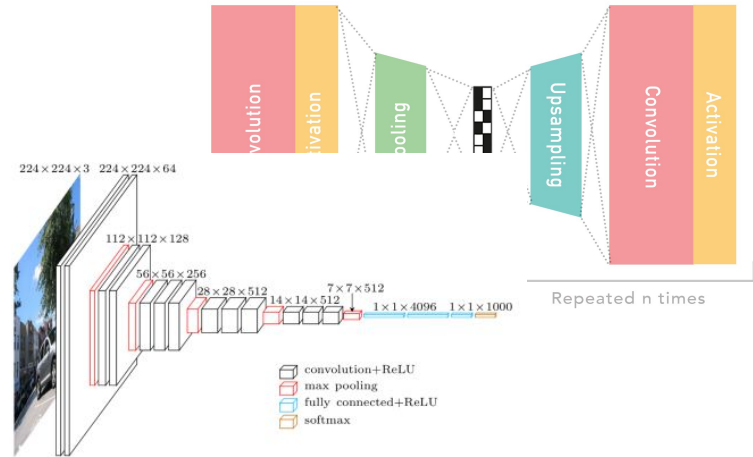 volution
ivation
ooling
Upsampling
Convolution
Activation
Repeated n times
224×224×3
224×224×64
112×112×128
56×56×256
28×28×512
14×14×512
7×7×512
1×1×4096
1×1×1000
convolution+ReLU
max pooling
fully connected+ReLU
softmax